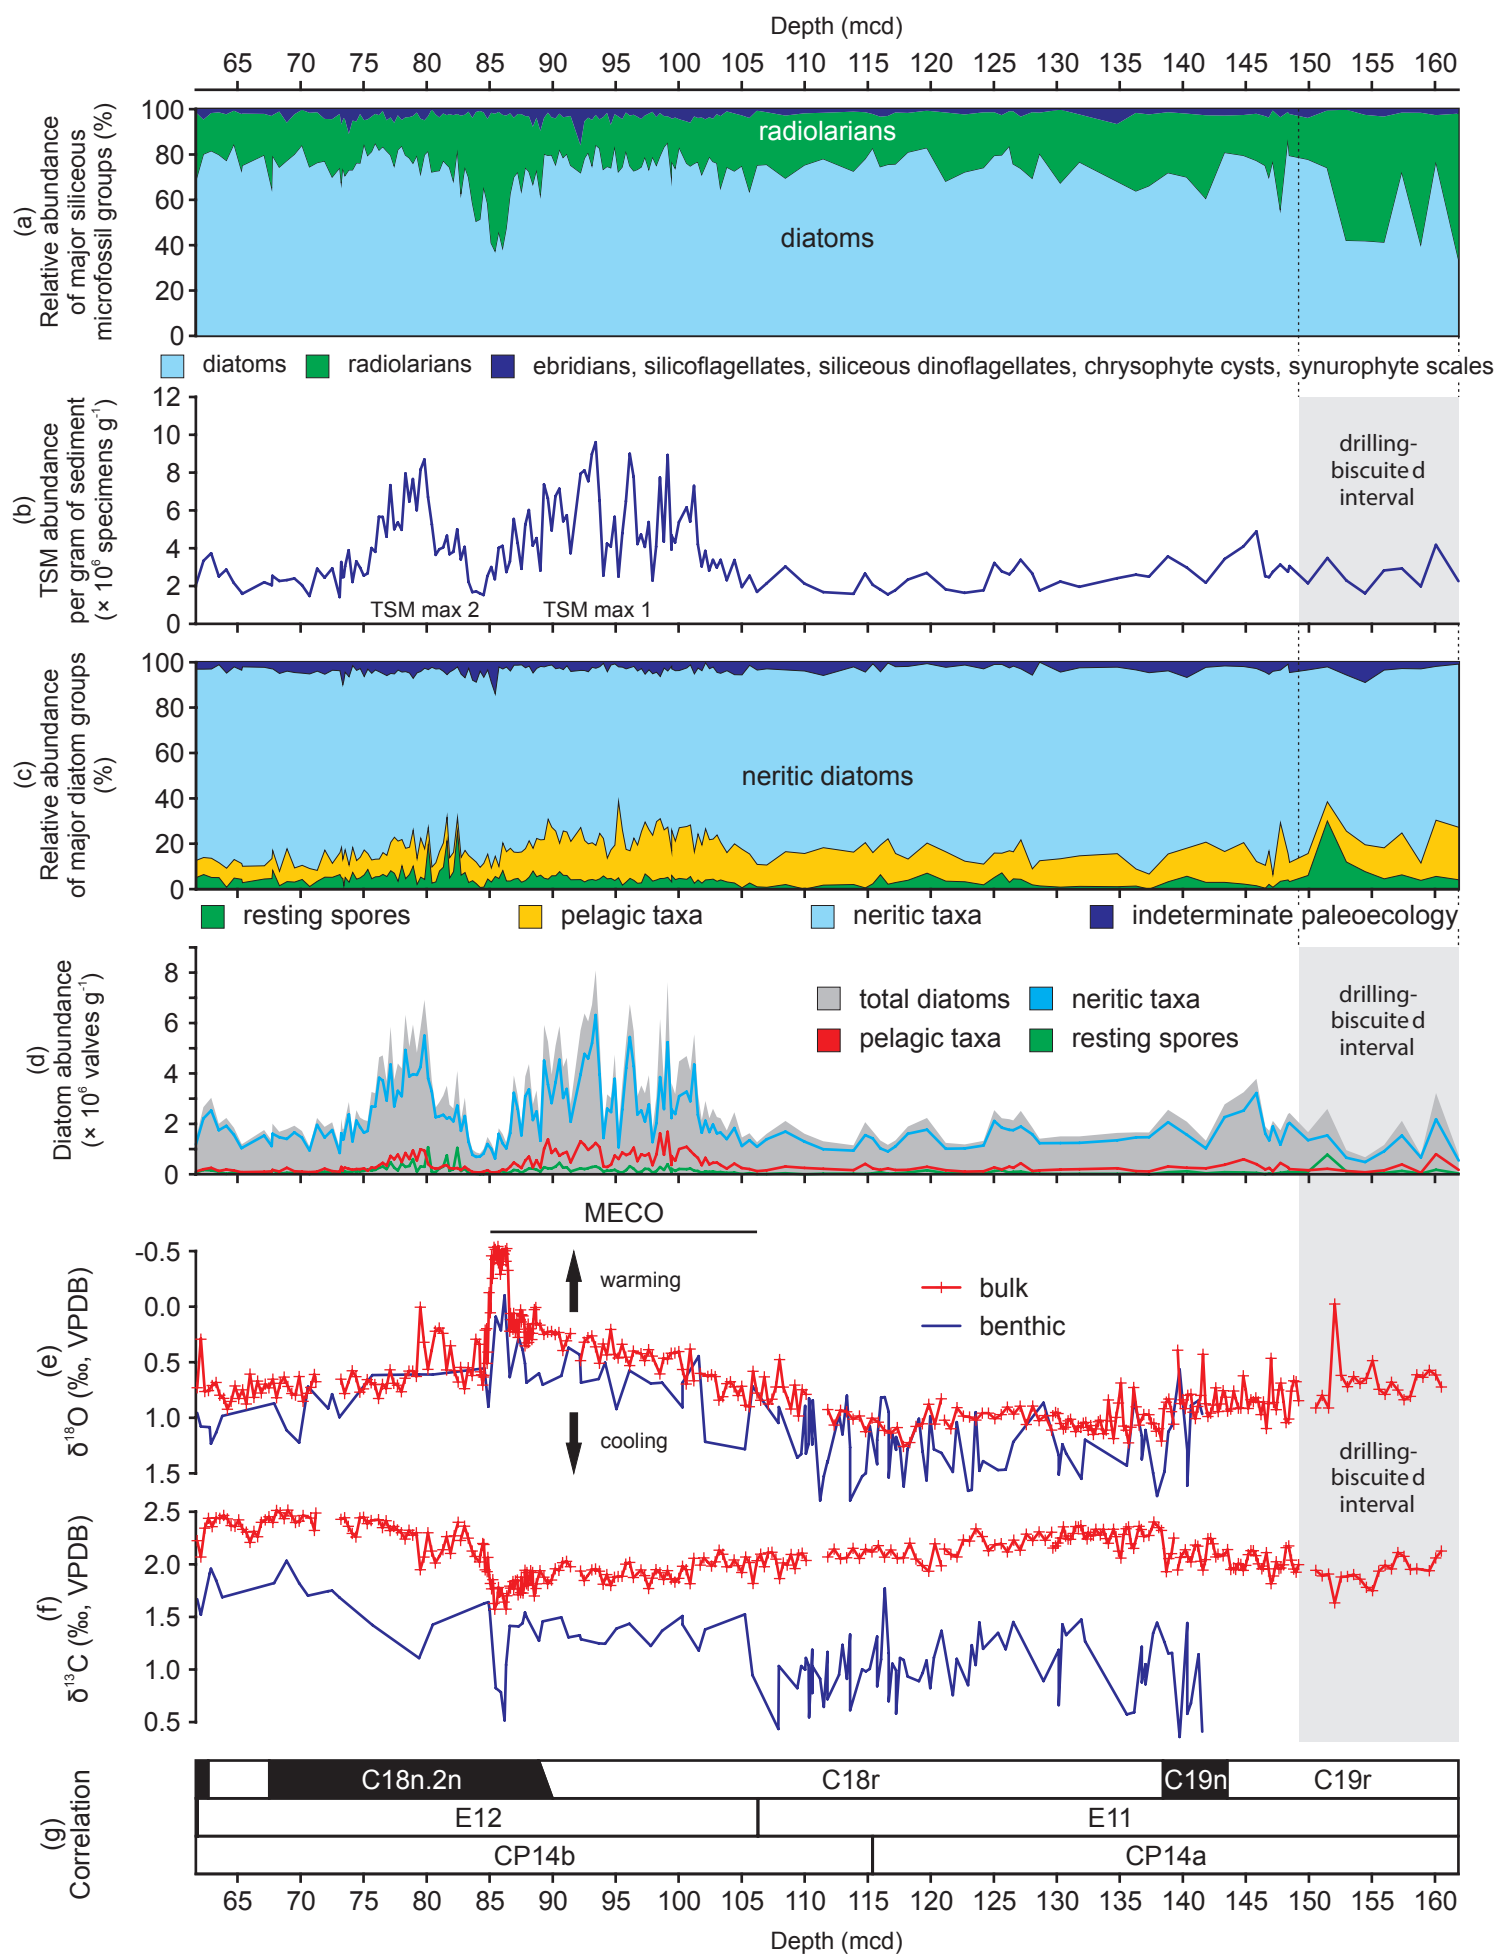 Depth (mcd)
65 70 75 80 85 90 95 100 105 110 115 120 125 130 135 140 145 150 155 160
(a)
Relative abundance
of major siliceous
microfossil groups (%)
100
80
60
40
20
0
radiolarians
diatoms
diatoms radiolarians ebridians, silicoflagellates, siliceous dinoflagellates, chrysophyte cysts, synurophyte scales
(b)
TSM abundance
per gram of sediment
(× 10⁶ specimens g⁻¹)
12
10
8
6
4
2
0
TSM max 2 TSM max 1
drilling-
biscuited
interval
(c)
Relative abundance
of major diatom groups
(%)
100
80
60
40
20
0
neritic diatoms
resting spores pelagic taxa neritic taxa indeterminate paleoecology
(d)
Diatom abundance
(× 10⁶ valves g⁻¹)
8
6
4
2
0
total diatoms neritic taxa
pelagic taxa resting spores
drilling-
biscuited
interval
MECO
(e)
δ¹⁸O (‰, VPDB)
-0.5
0.0
0.5
1.0
1.5
warming
cooling
bulk
benthic
drilling-
biscuited
interval
(f)
δ¹³C (‰, VPDB)
2.5
2.0
1.5
1.0
0.5
(g)
Correlation
C18n.2n C18r C19n C19r
E12 E11
CP14b CP14a
65 70 75 80 85 90 95 100 105 110 115 120 125 130 135 140 145 150 155 160
Depth (mcd)